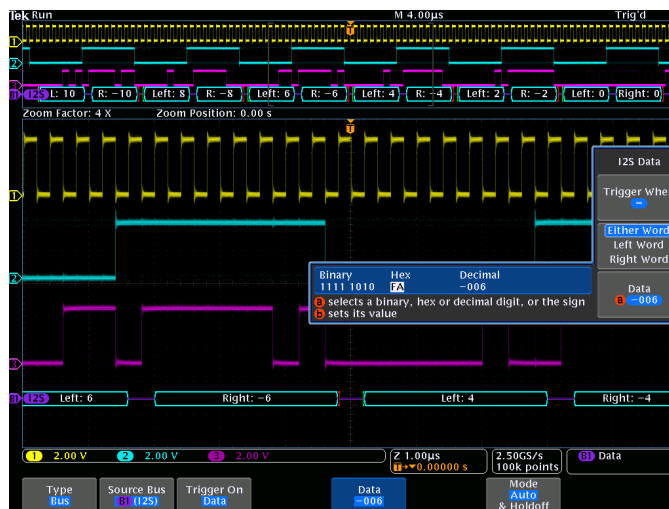 Tek Run M 4.00µs Trig'd
T
1
2
B1 I2S L: 10 R: -10 Left: 8 R: -8 Left: 6 R: -6 Left: 4 R: -4 Left: 2 R: -2 Left: 0 Right: 0
Zoom Factor: 4 X Zoom Position: 0.00 s
T
I2S Data
Trigger Whe
=
1
Either Word
Left Word
Right Word
Binary Hex Decimal
1111 1010 FA -006
a selects a binary, hex or decimal digit, or the sign
b sets its value
Data
a -006
2
3
B1 I2S Left: 6 Right: -6 Left: 4 Right: -4
1 2.00 V 2 2.00 V 3 2.00 V
Z 1.00µs
T→▼0.00000 s
2.50GS/s
100k points
B1 Data
Type
Bus
Source Bus
B1 (I2S)
Trigger On
Data
Data
-006
Mode
Auto
& Holdoff